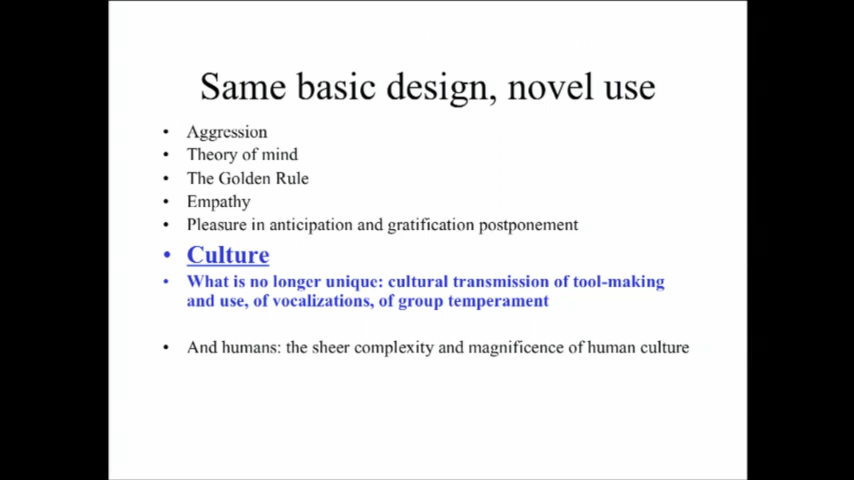 Same basic design, novel use
• Aggression
• Theory of mind
• The Golden Rule
• Empathy
• Pleasure in anticipation and gratification postponement
• Culture
• What is no longer unique: cultural transmission of tool-making
and use, of vocalizations, of group temperament
• And humans: the sheer complexity and magnificence of human culture